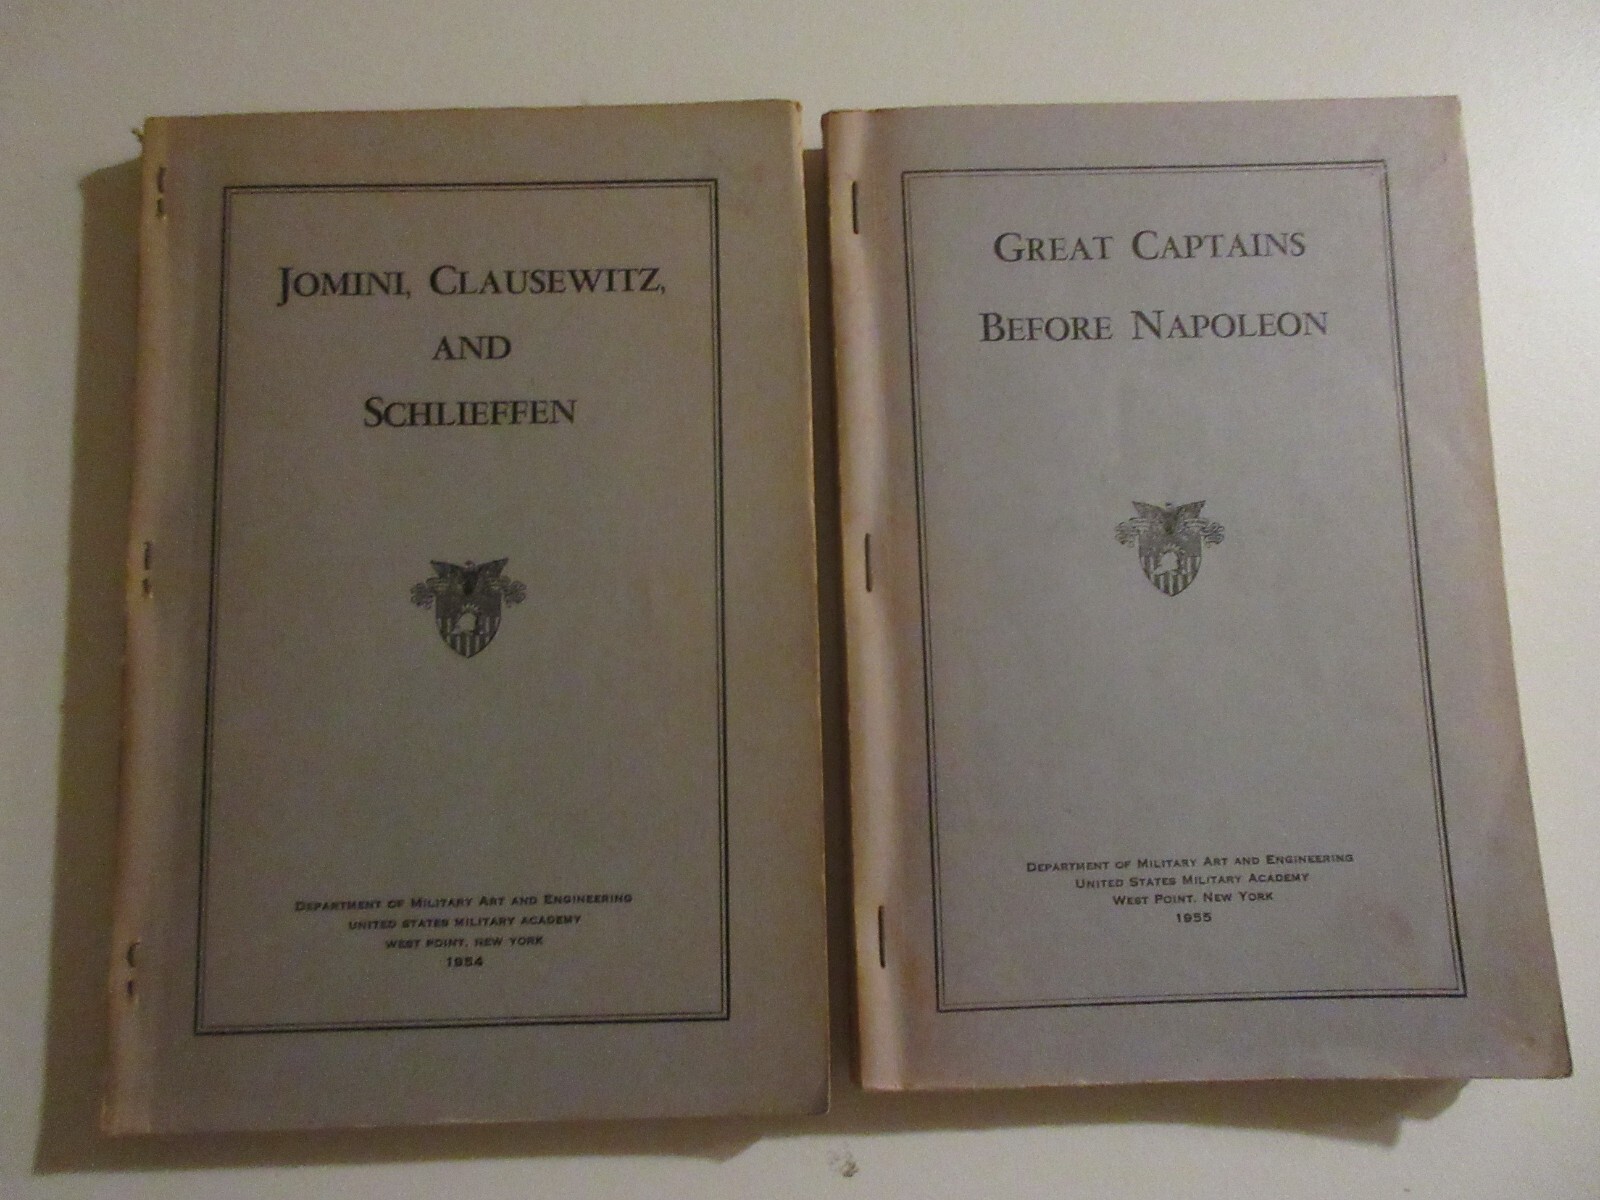 JOMINI, CLAUSEWITZ,
AND
SCHLIEFFEN
DEPARTMENT OF MILITARY ART AND ENGINEERING
UNITED STATES MILITARY ACADEMY
WEST POINT, NEW YORK
1954
GREAT CAPTAINS
BEFORE NAPOLEON
DEPARTMENT OF MILITARY ART AND ENGINEERING
UNITED STATES MILITARY ACADEMY
WEST POINT, NEW YORK
1955